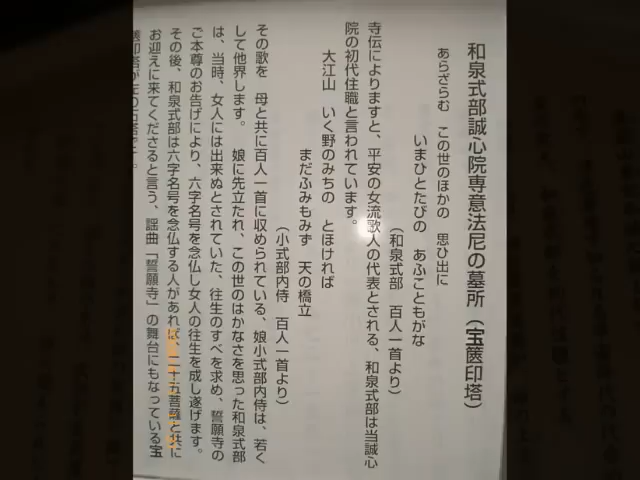 和泉式部誠心院専意法尼の墓所（宝篋印塔）
あらざらむ　この世のほかの　思ひ出に
いまひとたびの　あふこともがな
（和泉式部　百人一首より）
寺伝によりますと、平安の女流歌人の代表とされる、和泉式部は当誠心
院の初代住職と言われています。
大江山　いく野のみちの　とほければ
まだふみもみず　天の橋立
（小式部内侍　百人一首より）
その歌を　母と共に百人一首に収められている、娘小式部内侍は、若く
して他界します。　娘に先立たれ、この世のはかなさを思った和泉式部
は、当時、女人には出来ぬとされていた、往生のすべを求め、誓願寺の
ご本尊のお告げにより、六字名号を念仏し女人の往生を成し遂げます。
その後、和泉式部は六字名号を念仏する人があれば、二十五菩薩と共に
お迎えに来てくださると言う、謡曲「誓願寺」の舞台にもなっている宝